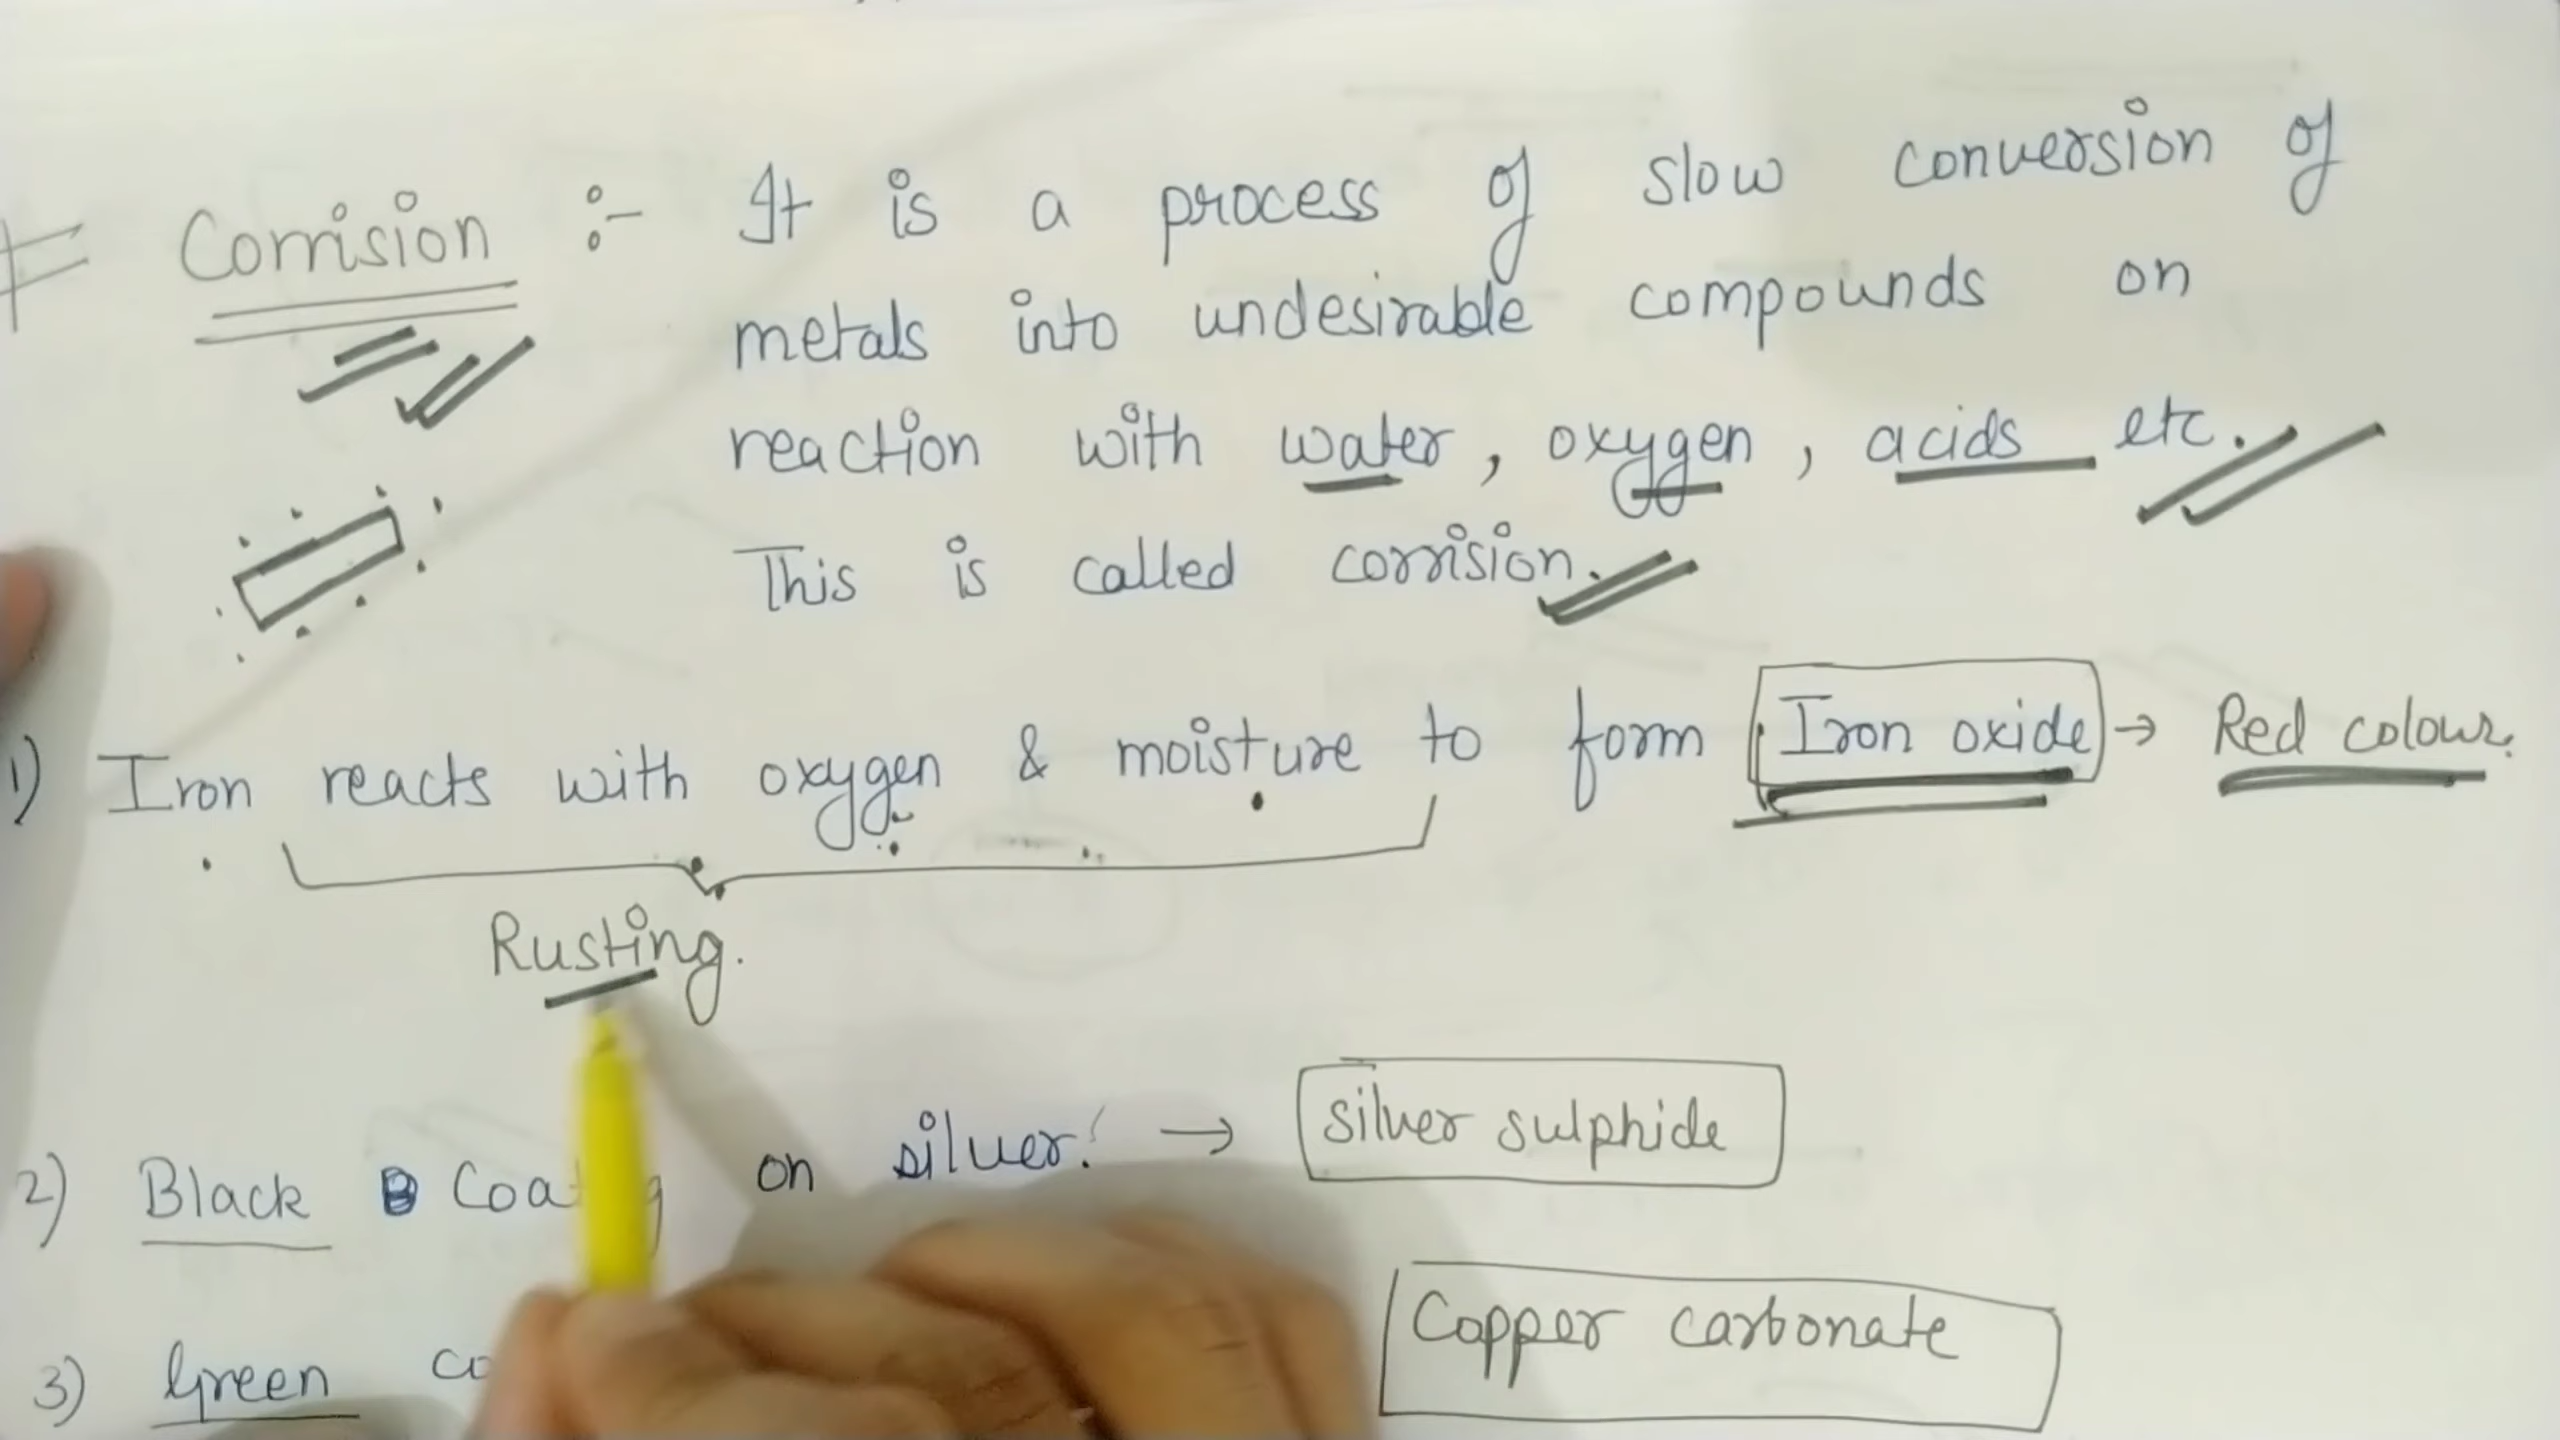 # Corrision :- It is a process of slow conversion of
metals into undesirable compounds on
reaction with water, oxygen, acids etc.
This is called corrision.
1) Iron reacts with oxygen & moisture to form Iron oxide → Red colour.
Rusting.
2) Black on silver. → Silver sulphide
3) Green Copper carbonate